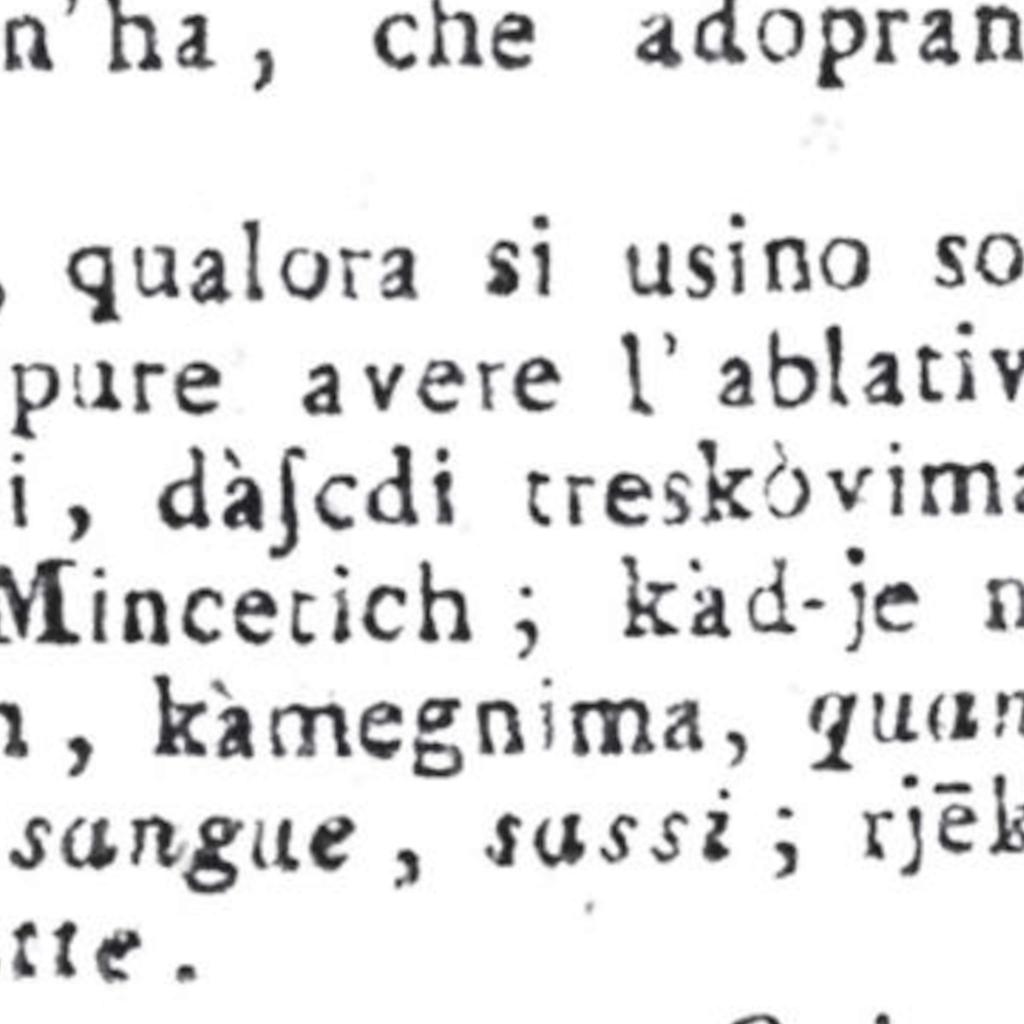 n'ha, che adopran
, qualora si usino so
pure avere l'ablativ
i, dàſcdi treskòvima
Mincetich; kàd-je n
n, kàmegnima, quan
sangue, sassi; rjēk
tte.